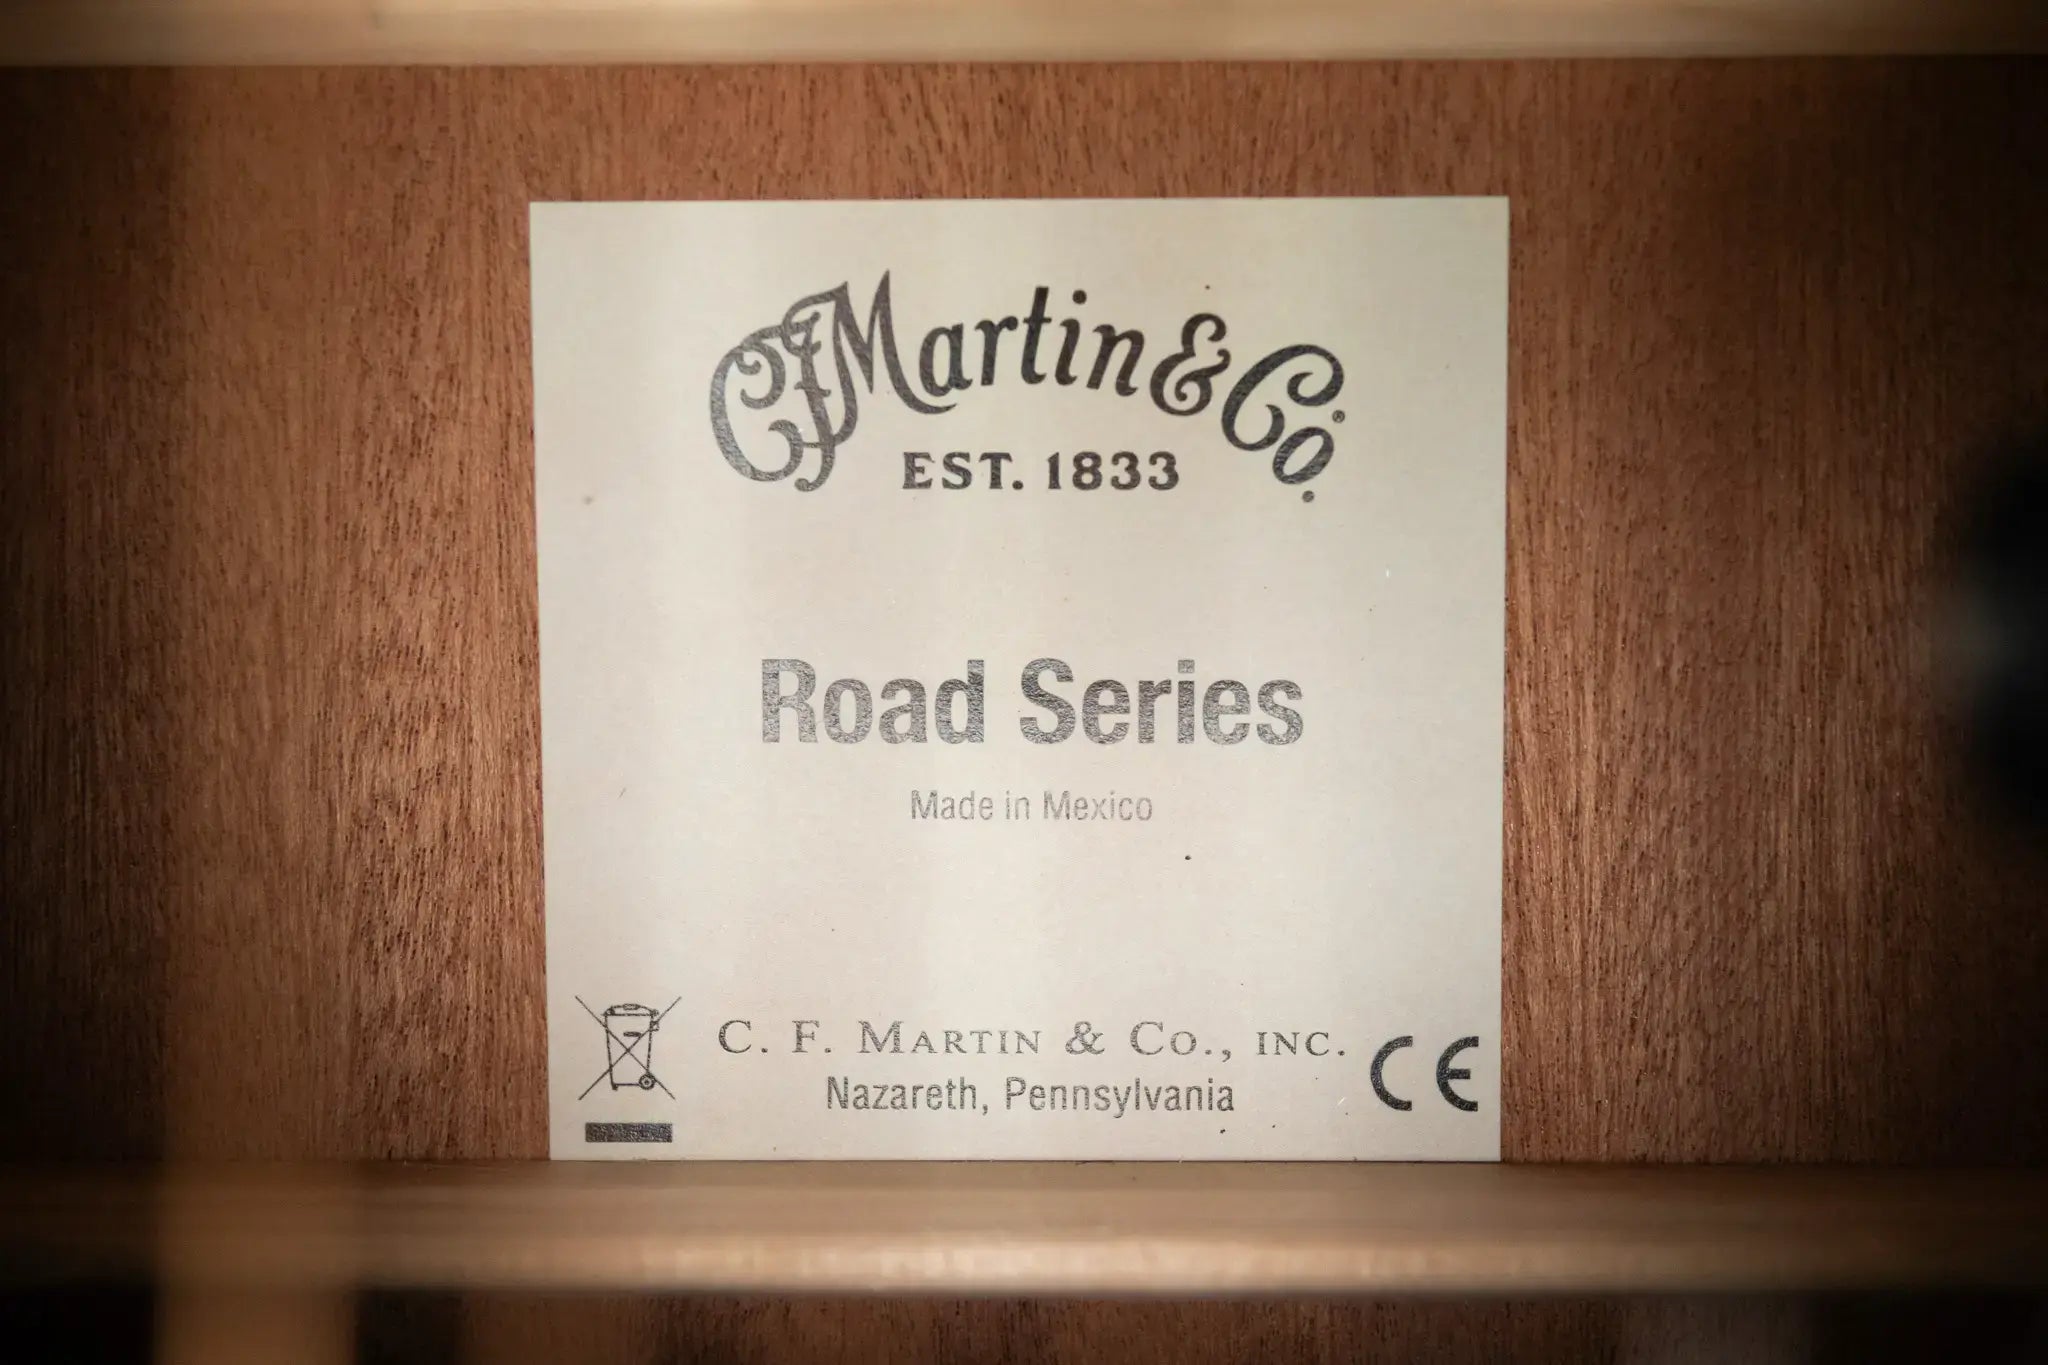 CFMartin & Co.®
EST. 1833
Road Series
Made in Mexico
C. F. MARTIN & CO., INC.
Nazareth, Pennsylvania
CE